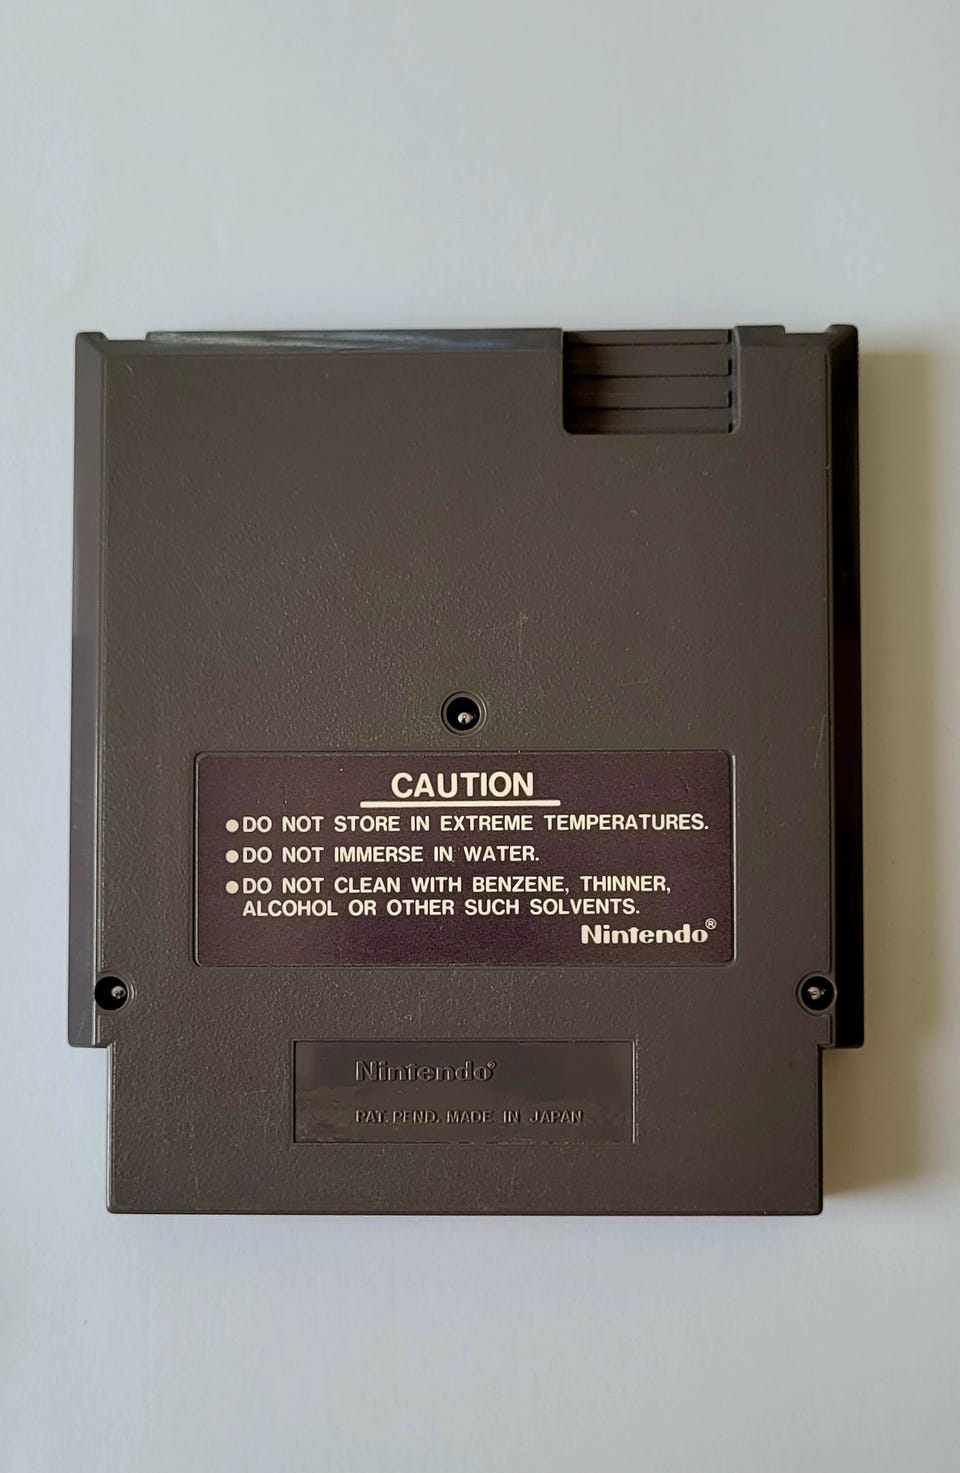 CAUTION
●DO NOT STORE IN EXTREME TEMPERATURES.
●DO NOT IMMERSE IN WATER.
●DO NOT CLEAN WITH BENZENE, THINNER,
ALCOHOL OR OTHER SUCH SOLVENTS.
Nintendo®
Nintendo®
PAT. PEND. MADE IN JAPAN